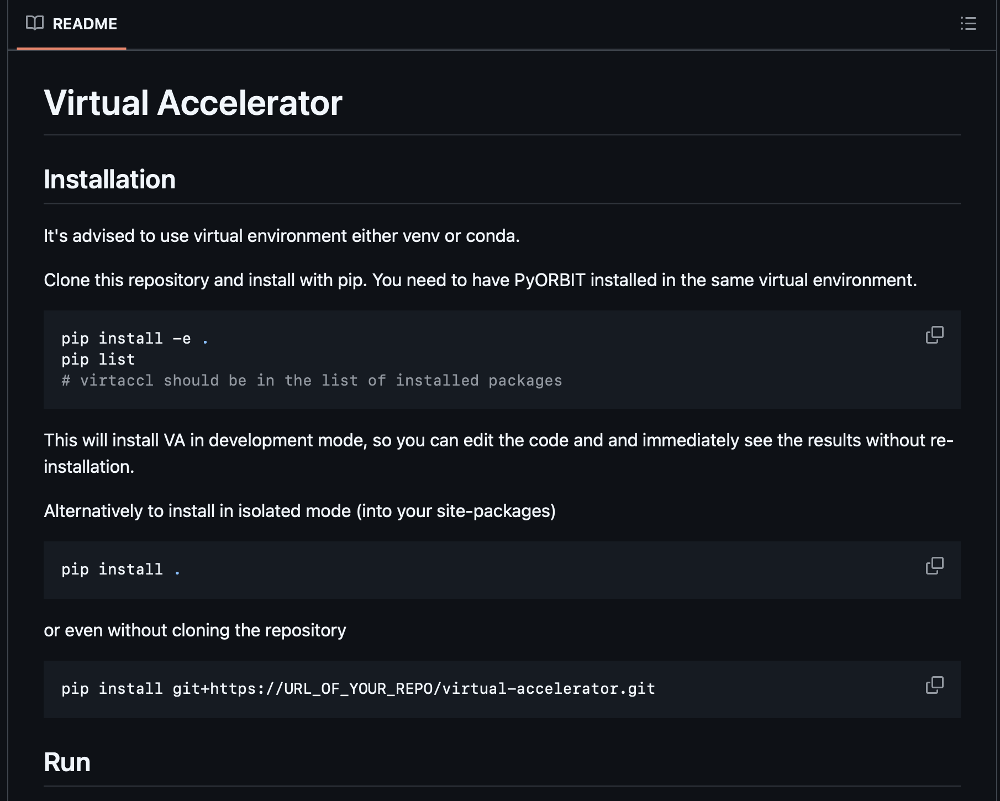 README
Virtual Accelerator
Installation
It's advised to use virtual environment either venv or conda.
Clone this repository and install with pip. You need to have PyORBIT installed in the same virtual environment.
pip install -e .
pip list
# virtaccl should be in the list of installed packages
This will install VA in development mode, so you can edit the code and and immediately see the results without re-
installation.
Alternatively to install in isolated mode (into your site-packages)
pip install .
or even without cloning the repository
pip install git+https://URL_OF_YOUR_REPO/virtual-accelerator.git
Run